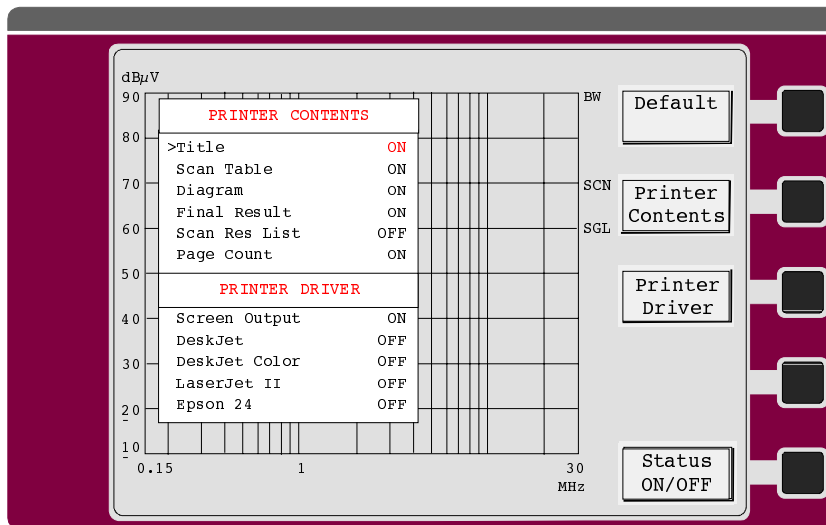 dBµV
90
80
70
60
50
40
30
20
10
0.15
1
30
MHz
PRINTER CONTENTS
>Title ON
Scan Table ON
Diagram ON
Final Result ON
Scan Res List OFF
Page Count ON
PRINTER DRIVER
Screen Output ON
DeskJet OFF
DeskJet Color OFF
LaserJet II OFF
Epson 24 OFF
BW
SCN
SGL
Default
Printer
Contents
Printer
Driver
Status
ON/OFF